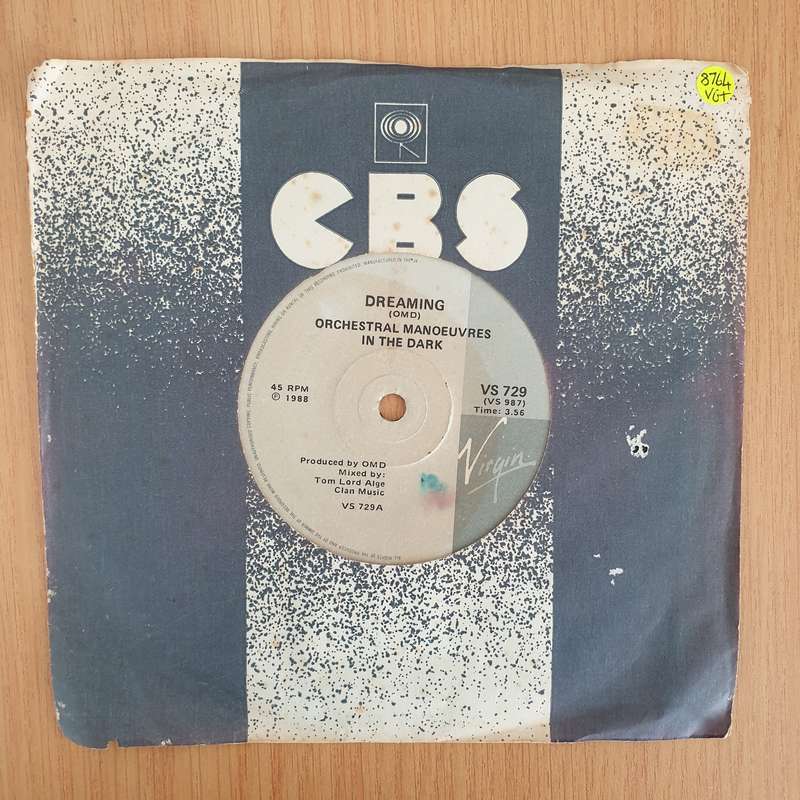 8764
VG+
CBS
DREAMING
(OMD)
ORCHESTRAL MANOEUVRES
IN THE DARK
45 RPM
℗ 1988
VS 729
(VS 987)
Time: 3.56
Produced by OMD
Mixed by:
Tom Lord Alge
Clan Music
VS 729A
Virgin